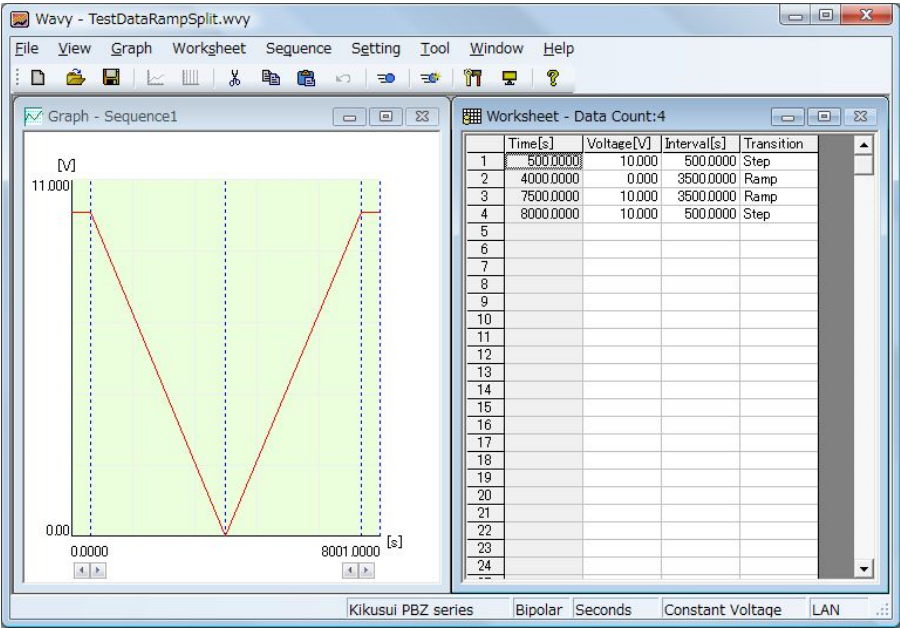 Wavy - TestDataRampSplit.wvy
File View Graph Worksheet Sequence Setting Tool Window Help
Graph - Sequence1
[V]
11.000
0.00
0.0000
8001.0000 [s]
Worksheet - Data Count:4
Time[s] Voltage[V] Interval[s] Transition
1 500.0000 10.000 500.0000 Step
2 4000.0000 0.000 3500.0000 Ramp
3 7500.0000 10.000 3500.0000 Ramp
4 8000.0000 10.000 500.0000 Step
5
6
7
8
9
10
11
12
13
14
15
16
17
18
19
20
21
22
23
24
Kikusui PBZ series Bipolar Seconds Constant Voltage LAN